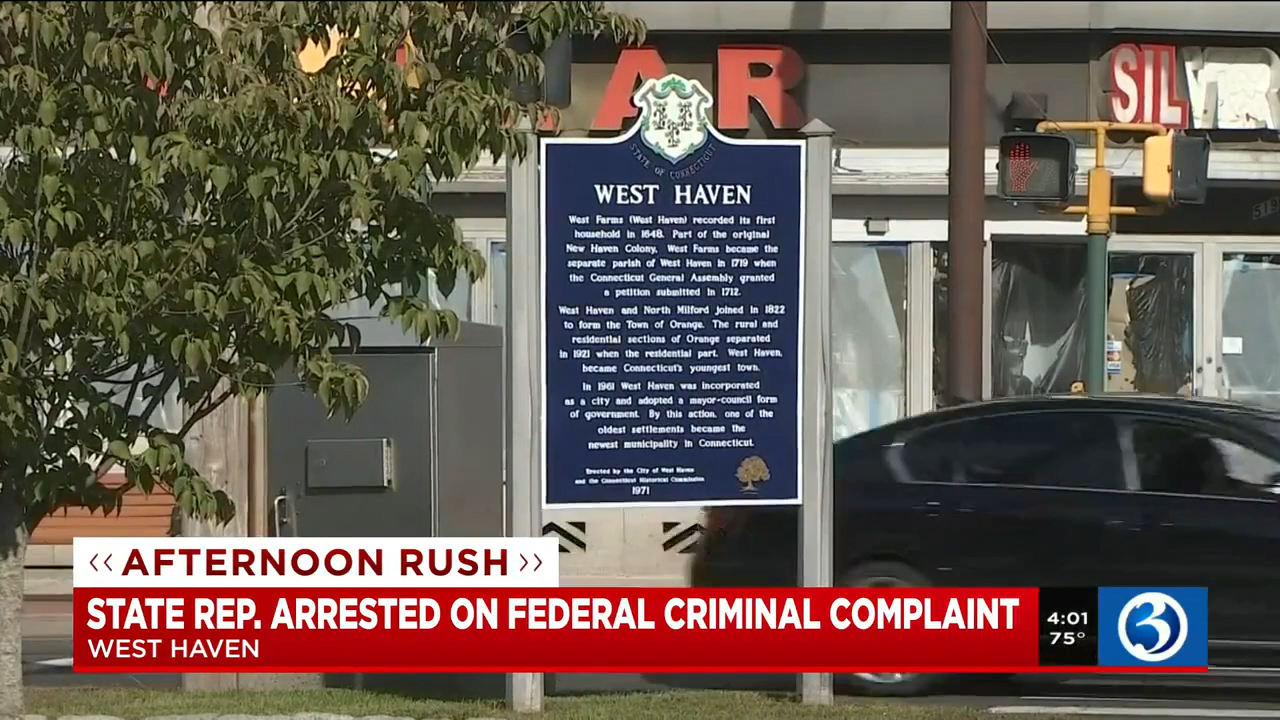 AR
SIL
STATE OF CONNECTICUT
WEST HAVEN
West Farms (West Haven) recorded its first
household in 1648. Part of the original
New Haven Colony, West Farms became the
separate parish of West Haven in 1719 when
the Connecticut General Assembly granted
a petition submitted in 1712.
West Haven and North Milford joined in 1822
to form the Town of Orange. The rural and
residential sections of Orange separated
in 1921 when the residential part, West Haven,
became Connecticut's youngest town.
In 1961 West Haven was incorporated
as a city and adopted a mayor-council form
of government. By this action, one of the
oldest settlements became the
newest municipality in Connecticut.
Erected by the City of West Haven
and the Connecticut Historical Commission
1971
‹‹ AFTERNOON RUSH ››
STATE REP. ARRESTED ON FEDERAL CRIMINAL COMPLAINT
WEST HAVEN
4:01
75°
3